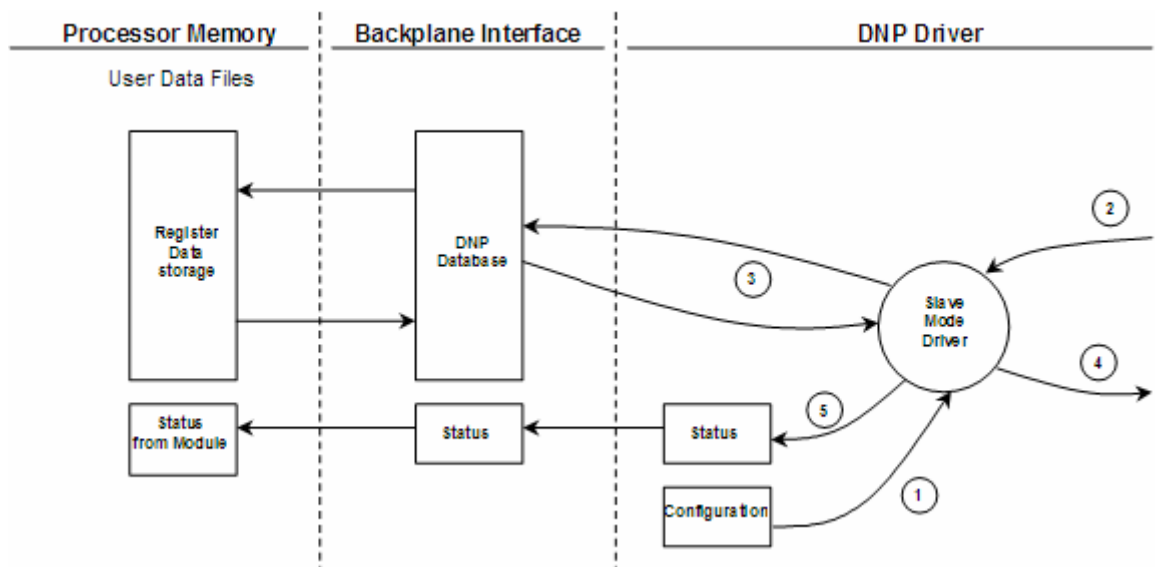 Processor Memory
Backplane Interface
DNP Driver
User Data Files
Register
Data
storage
DNP
Database
Slave
Mode
Driver
2
3
4
5
1
Status
from Module
Status
Status
Configuration